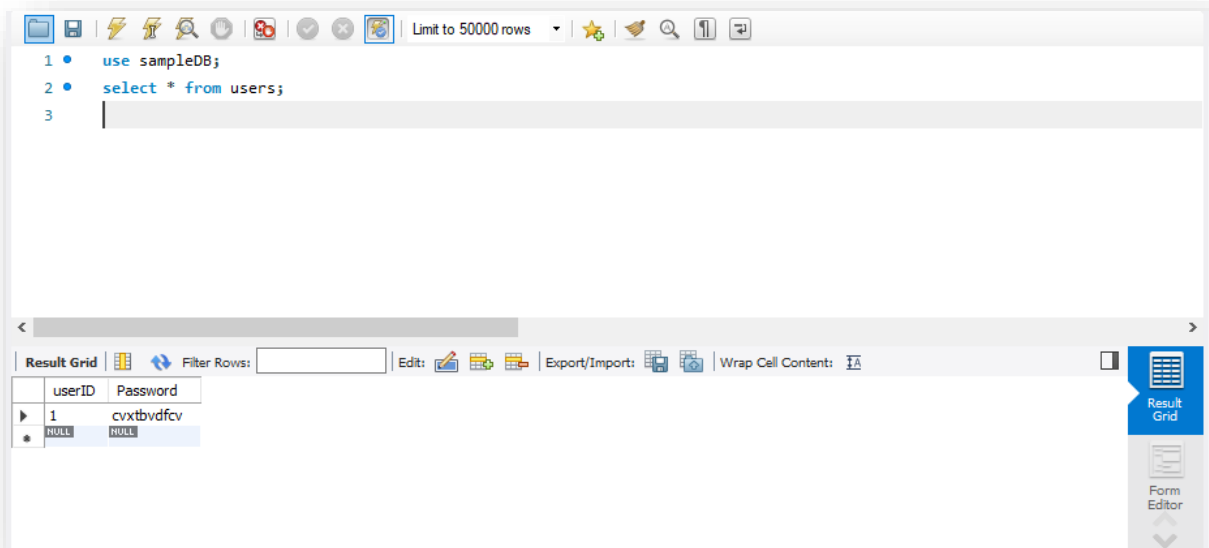 Limit to 50000 rows
1 use sampleDB;
2 select * from users;
3
Result Grid Filter Rows: Edit: Export/Import: Wrap Cell Content: IA
userID Password
1 cvxtbvdfcv
NULL NULL
Result
Grid
Form
Editor